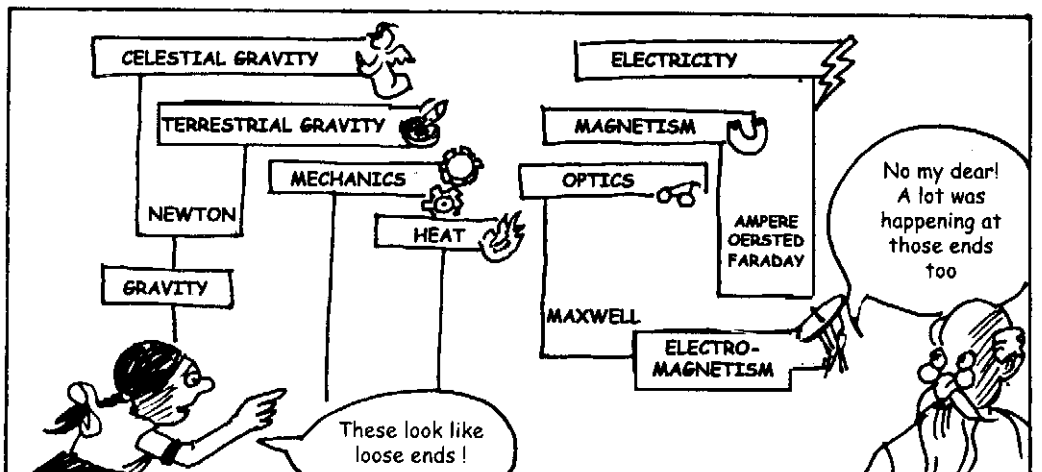 CELESTIAL GRAVITY
TERRESTRIAL GRAVITY
MECHANICS
HEAT
NEWTON
GRAVITY
ELECTRICITY
MAGNETISM
OPTICS
AMPERE
OERSTED
FARADAY
MAXWELL
ELECTRO-
MAGNETISM
These look like
loose ends !
No my dear!
A lot was
happening at
those ends
too